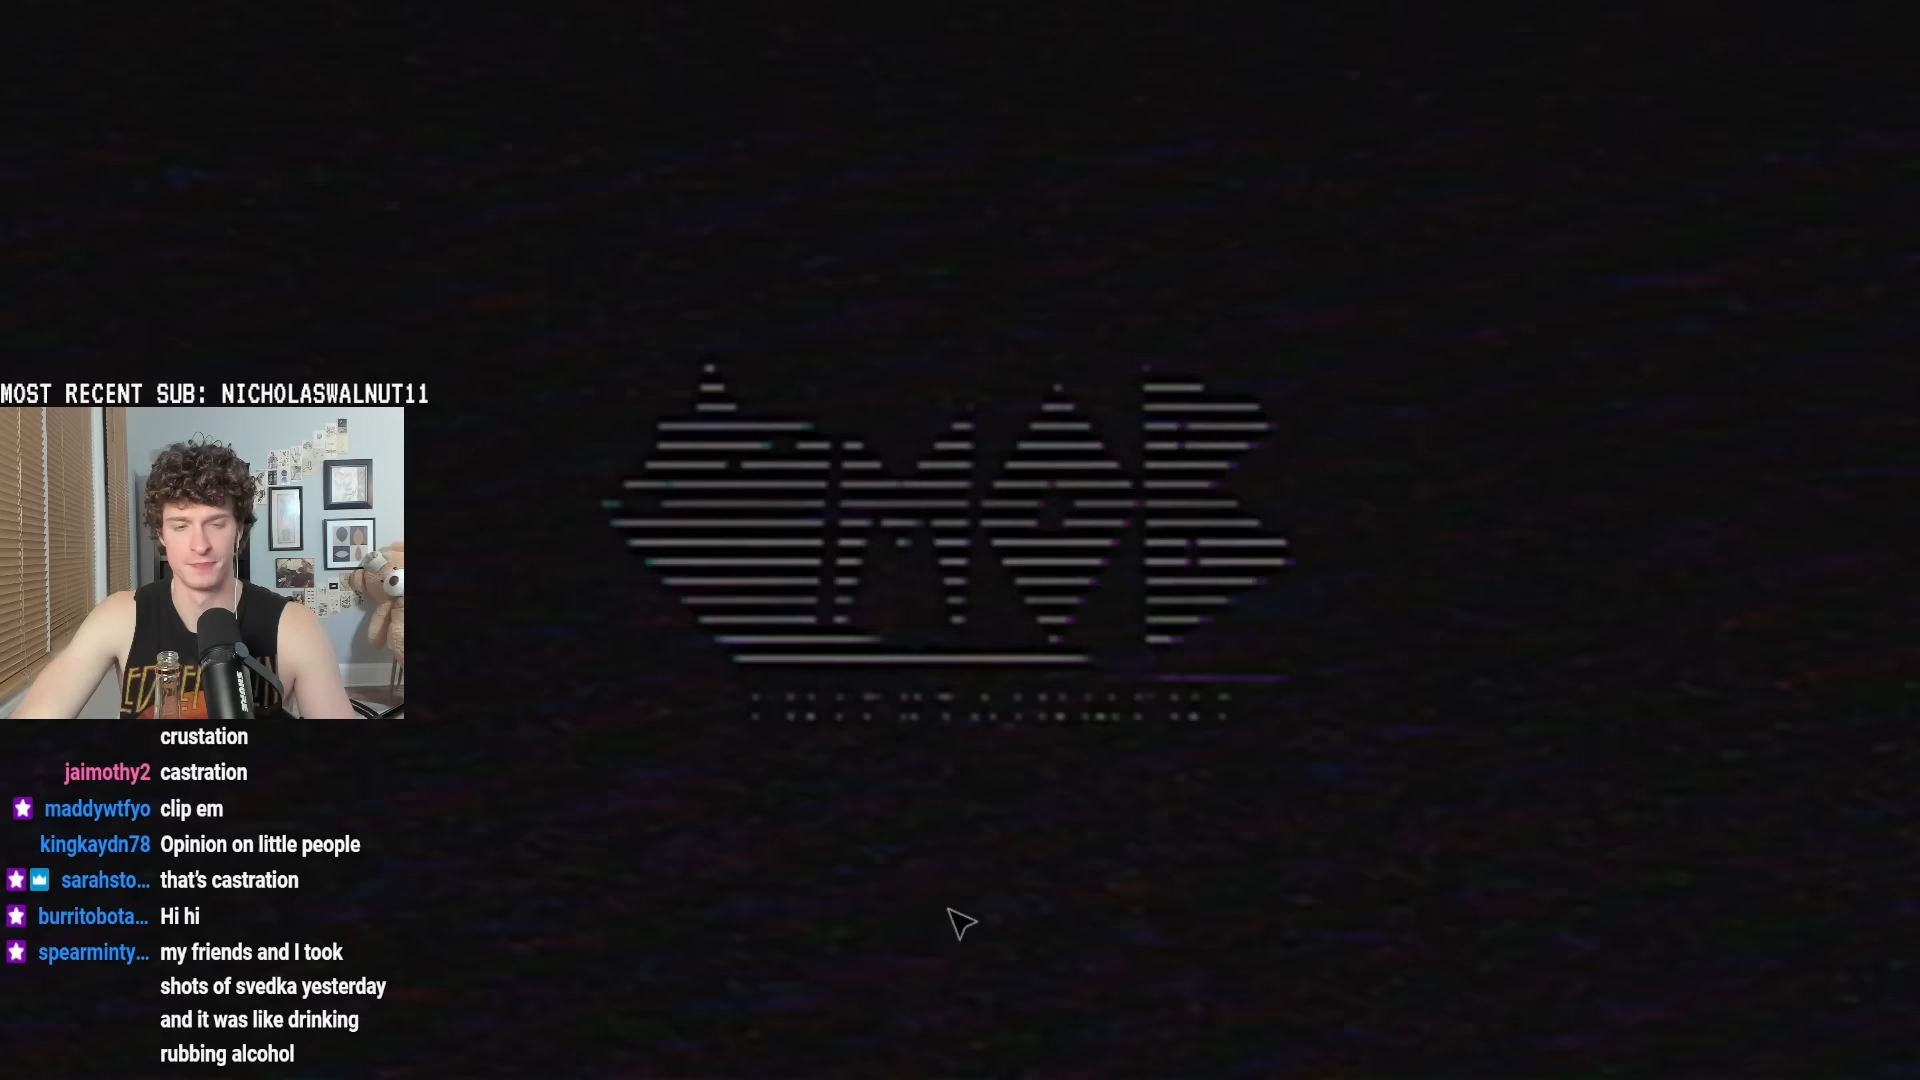 MOST RECENT SUB: NICHOLASWALNUT11
SHURE
crustation
jaimothy2 castration
maddywtfyo clip em
kingkaydn78 Opinion on little people
sarahsto... that's castration
burritobota... Hi hi
spearminty... my friends and I took
shots of svedka yesterday
and it was like drinking
rubbing alcohol